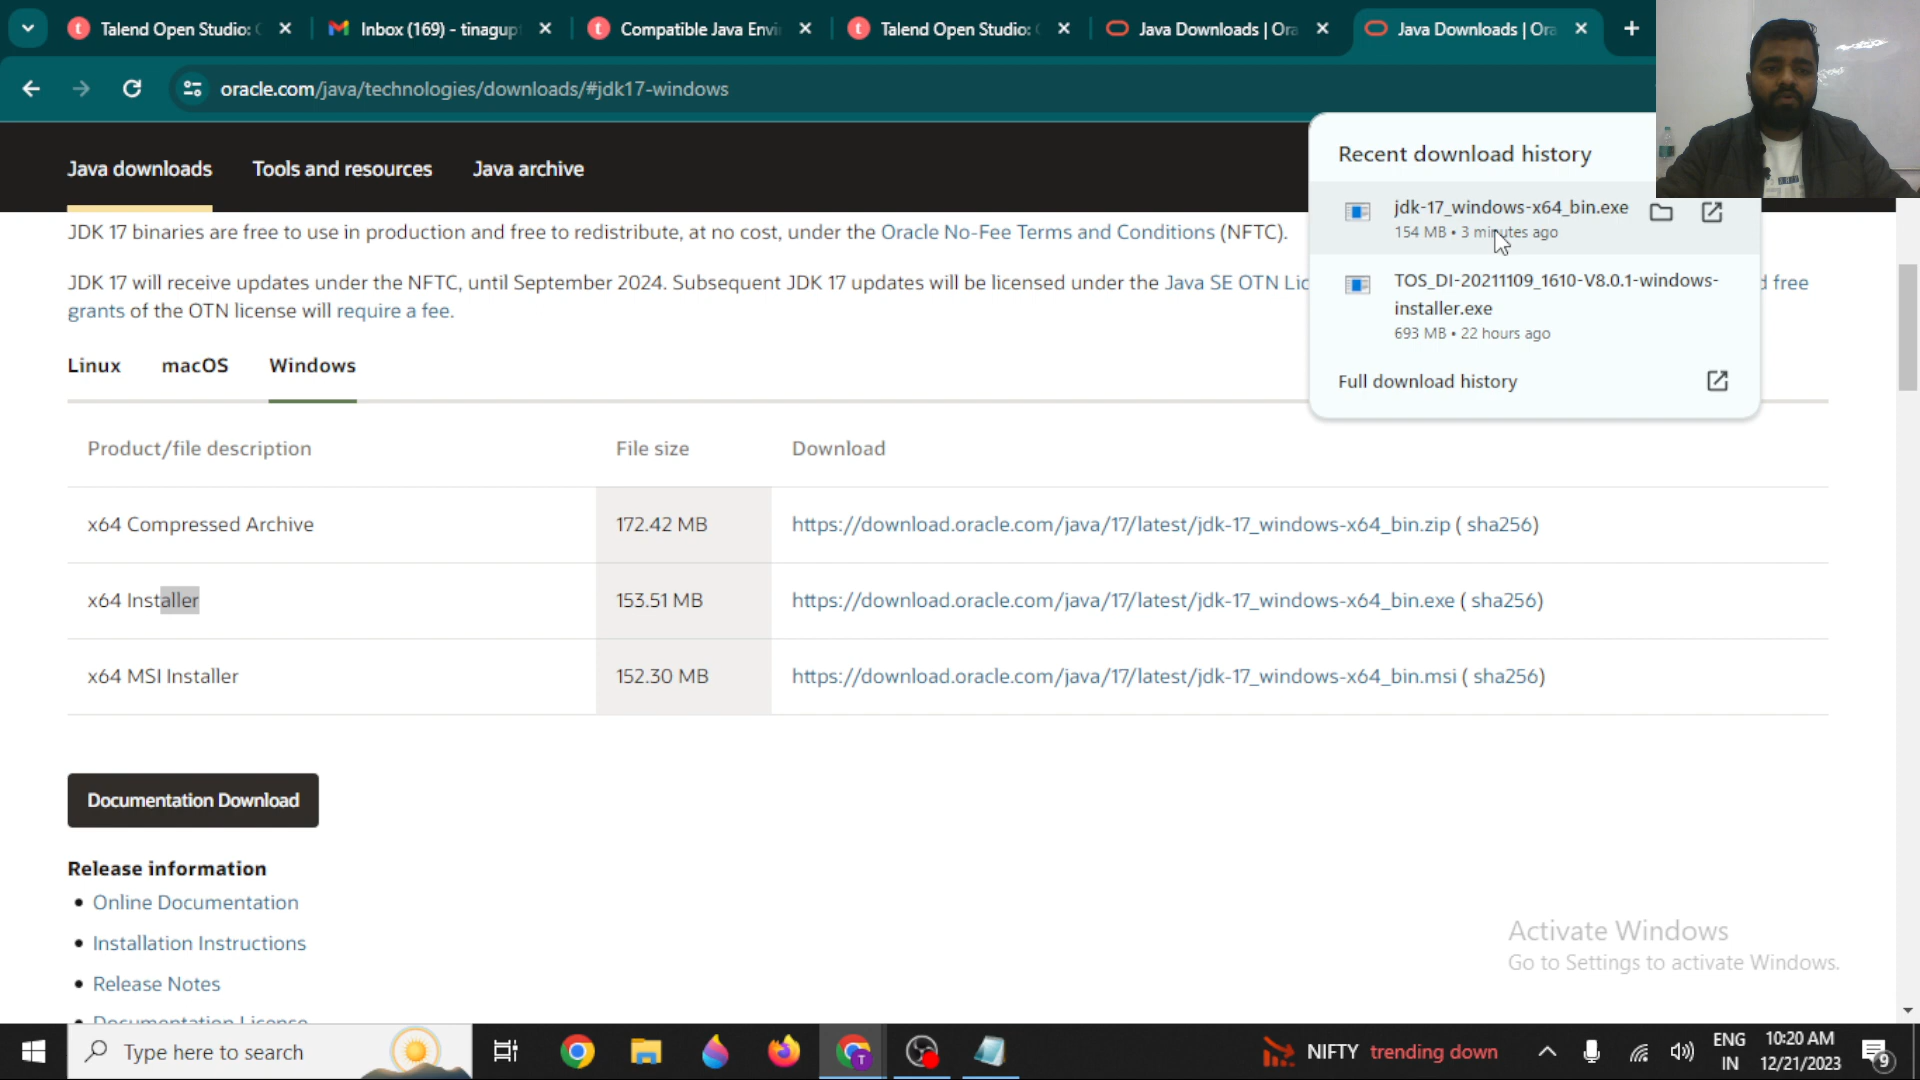 Talend Open Studio: C
Inbox (169) - tinagup
Compatible Java Envi
Talend Open Studio: C
Java Downloads | Ora
Java Downloads | Ora
oracle.com/java/technologies/downloads/#jdk17-windows
Java downloads
Tools and resources
Java archive
Recent download history
jdk-17_windows-x64_bin.exe
154 MB • 3 minutes ago
TOS_DI-20211109_1610-V8.0.1-windows-
installer.exe
693 MB • 22 hours ago
Full download history
JDK 17 binaries are free to use in production and free to redistribute, at no cost, under the Oracle No-Fee Terms and Conditions (NFTC).
JDK 17 will receive updates under the NFTC, until September 2024. Subsequent JDK 17 updates will be licensed under the Java SE OTN Lic d free
grants of the OTN license will require a fee.
Linux
macOS
Windows
Product/file description File size Download
x64 Compressed Archive 172.42 MB https://download.oracle.com/java/17/latest/jdk-17_windows-x64_bin.zip ( sha256)
x64 Installer 153.51 MB https://download.oracle.com/java/17/latest/jdk-17_windows-x64_bin.exe ( sha256)
x64 MSI Installer 152.30 MB https://download.oracle.com/java/17/latest/jdk-17_windows-x64_bin.msi ( sha256)
Documentation Download
Release information
• Online Documentation
• Installation Instructions
• Release Notes
• Documentation License
Activate Windows
Go to Settings to activate Windows.
Type here to search
NIFTY trending down
ENG
IN
10:20 AM
12/21/2023
9